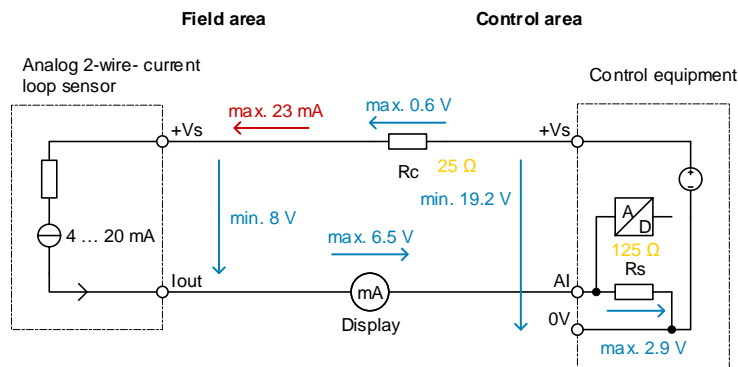 Field area
Control area
Analog 2-wire- current
loop sensor
Control equipment
max. 23 mA
max. 0.6 V
+Vs
+Vs
Rc
25 Ω
min. 8 V
min. 19.2 V
A
D
4 ... 20 mA
max. 6.5 V
125 Ω
Rs
Iout
mA
AI
Display
0V
max. 2.9 V